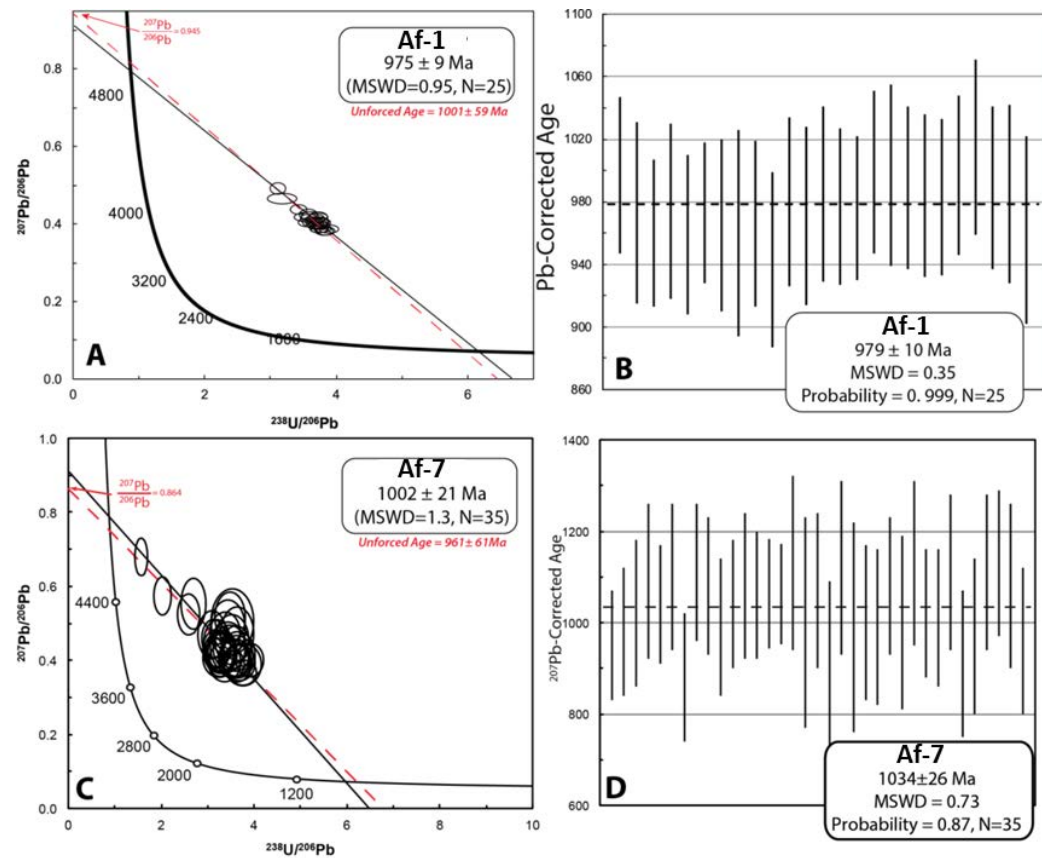 0.8
0.6
0.4
0.2
0.0
0
2
4
6
²⁰⁷Pb/²⁰⁶Pb
²³⁸U/²⁰⁶Pb
4800
4000
3200
2400
1600
²⁰⁷Pb
²⁰⁶Pb =0.945
Af-1
975 ± 9 Ma
(MSWD=0.95, N=25)
Unforced Age = 1001± 59 Ma
A
1100
1060
1020
980
940
900
860
Pb-Corrected Age
Af-1
979 ± 10 Ma
MSWD = 0.35
Probability = 0.999, N=25
B
1.0
0.8
0.6
0.4
0.2
0.0
0
2
4
6
8
10
²⁰⁷Pb/²⁰⁶Pb
²³⁸U/²⁰⁶Pb
4400
3600
2800
2000
1200
²⁰⁷Pb
²⁰⁶Pb =0.864
Af-7
1002 ± 21 Ma
(MSWD=1.3, N=35)
Unforced Age = 961± 61Ma
C
1400
1200
1000
800
600
²⁰⁷Pb-Corrected Age
Af-7
1034±26 Ma
MSWD = 0.73
Probability = 0.87, N=35
D